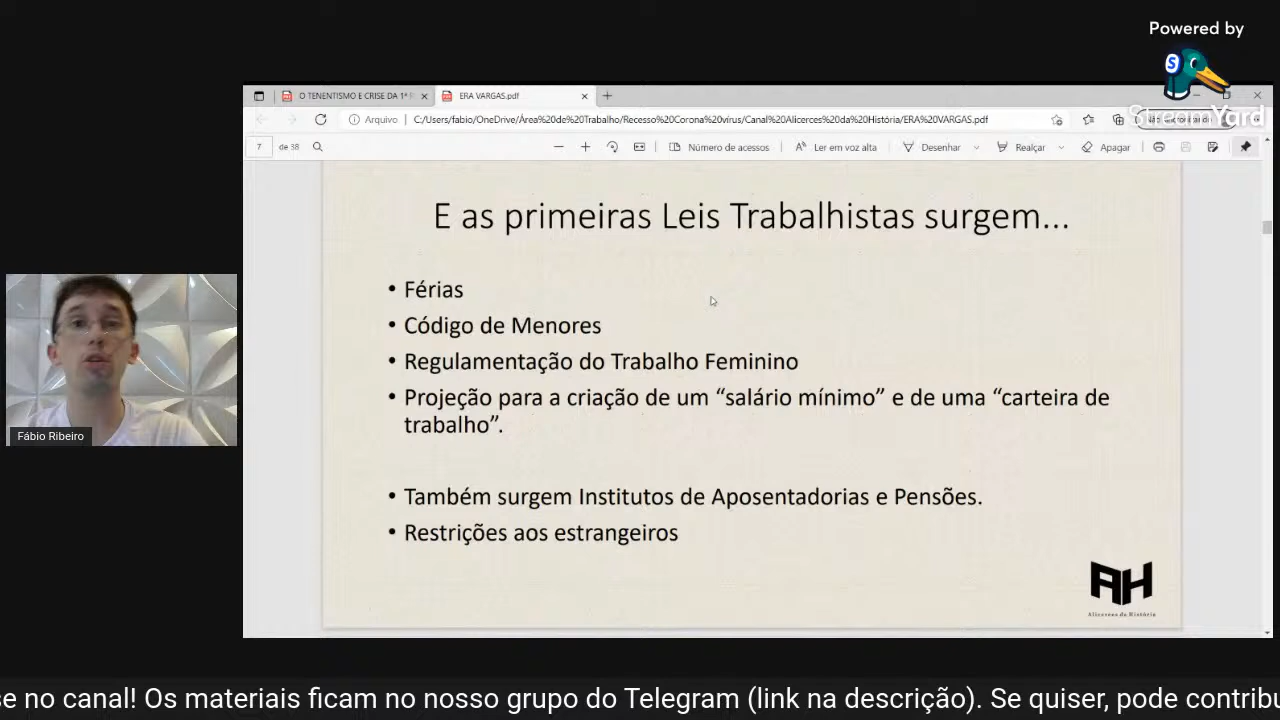 Powered by
StreamYard
O TENENTISMO E CRISE DA 1ª
ERA VARGAS.pdf
Arquivo
C:/Users/fabio/OneDrive/Área%20de%20Trabalho/Recesso%20Corona%20vírus/Canal%20Alicerces%20da%20História/ERA%20VARGAS.pdf
7 de 38
Número de acessos
Ler em voz alta
Desenhar
Realçar
Apagar
E as primeiras Leis Trabalhistas surgem...
• Férias
• Código de Menores
• Regulamentação do Trabalho Feminino
• Projeção para a criação de um “salário mínimo” e de uma “carteira de
trabalho”.
• Também surgem Institutos de Aposentadorias e Pensões.
• Restrições aos estrangeiros
AH
Alicerces da História
Fábio Ribeiro
se no canal! Os materiais ficam no nosso grupo do Telegram (link na descrição). Se quiser, pode contribu